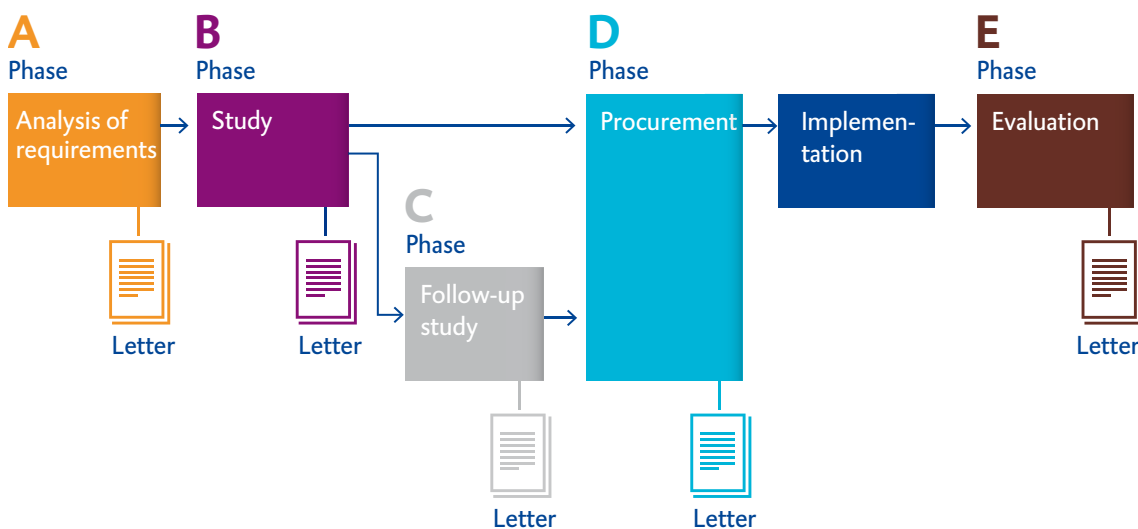 A
Phase
Analysis of
requirements
Letter
B
Phase
Study
Letter
C
Phase
Follow-up
study
Letter
D
Phase
Procurement
Letter
Implemen-
tation
E
Phase
Evaluation
Letter